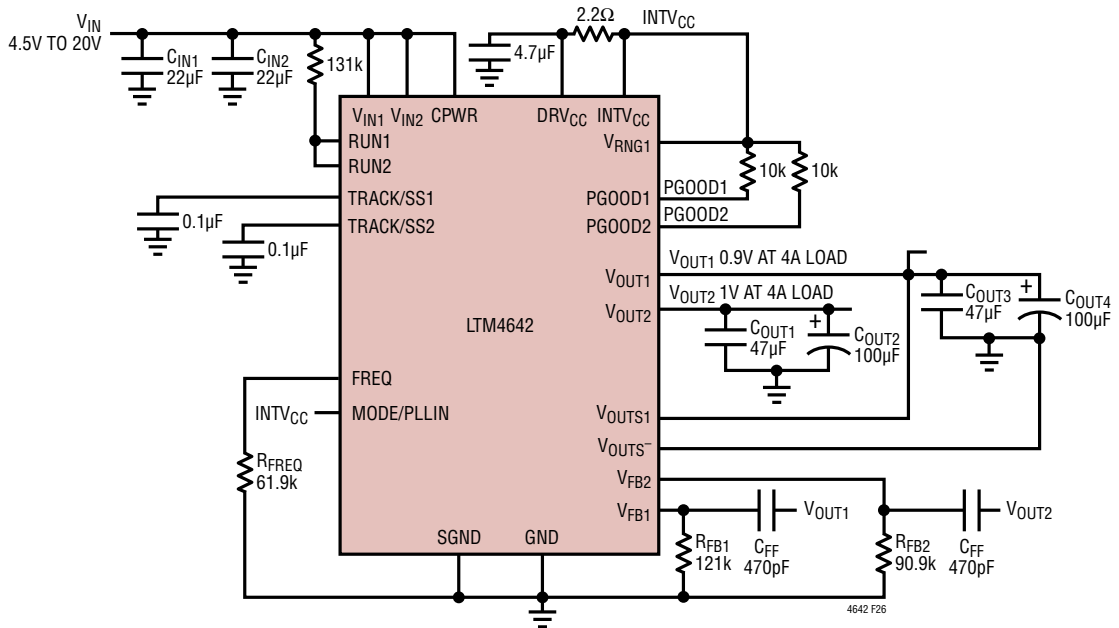 VIN
4.5V TO 20V
CIN1
22µF
CIN2
22µF
131k
4.7µF
2.2Ω
INTVCC
VIN1 VIN2 CPWR
DRVCC INTVCC
RUN1
RUN2
VRNG1
10k
10k
TRACK/SS1
TRACK/SS2
0.1µF
0.1µF
PGOOD1
PGOOD1
PGOOD2
PGOOD2
VOUT1
VOUT1 0.9V AT 4A LOAD
VOUT2
VOUT2 1V AT 4A LOAD
COUT1
47µF
+
COUT2
100µF
COUT3
47µF
+
COUT4
100µF
LTM4642
FREQ
INTVCC
MODE/PLLIN
RFREQ
61.9k
VOUTS1
VOUTS–
VFB2
VFB1
SGND
GND
RFB1
121k
CFF
470pF
VOUT1
RFB2
90.9k
CFF
470pF
VOUT2
4642 F26